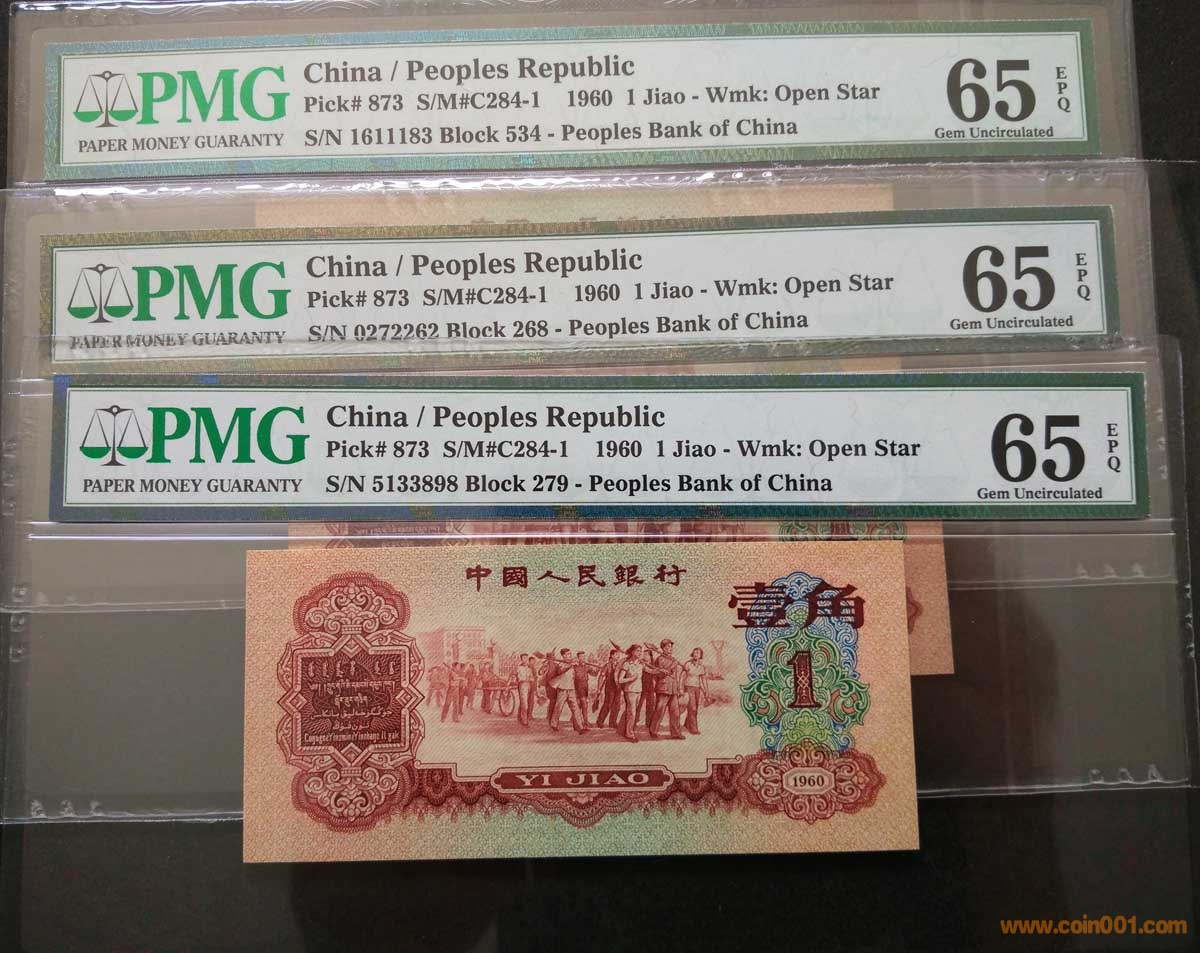 PMG
PAPER MONEY GUARANTY
China / Peoples Republic
Pick# 873 S/M#C284-1 1960 1 Jiao - Wmk: Open Star
S/N 1611183 Block 534 - Peoples Bank of China
65
EPQ
Gem Uncirculated
PMG
PAPER MONEY GUARANTY
China / Peoples Republic
Pick# 873 S/M#C284-1 1960 1 Jiao - Wmk: Open Star
S/N 0272262 Block 268 - Peoples Bank of China
65
EPQ
Gem Uncirculated
PMG
PAPER MONEY GUARANTY
China / Peoples Republic
Pick# 873 S/M#C284-1 1960 1 Jiao - Wmk: Open Star
S/N 5133898 Block 279 - Peoples Bank of China
65
EPQ
Gem Uncirculated
1
中國人民銀行
壹角
1
YI JIAO
1960
www.coin001.com